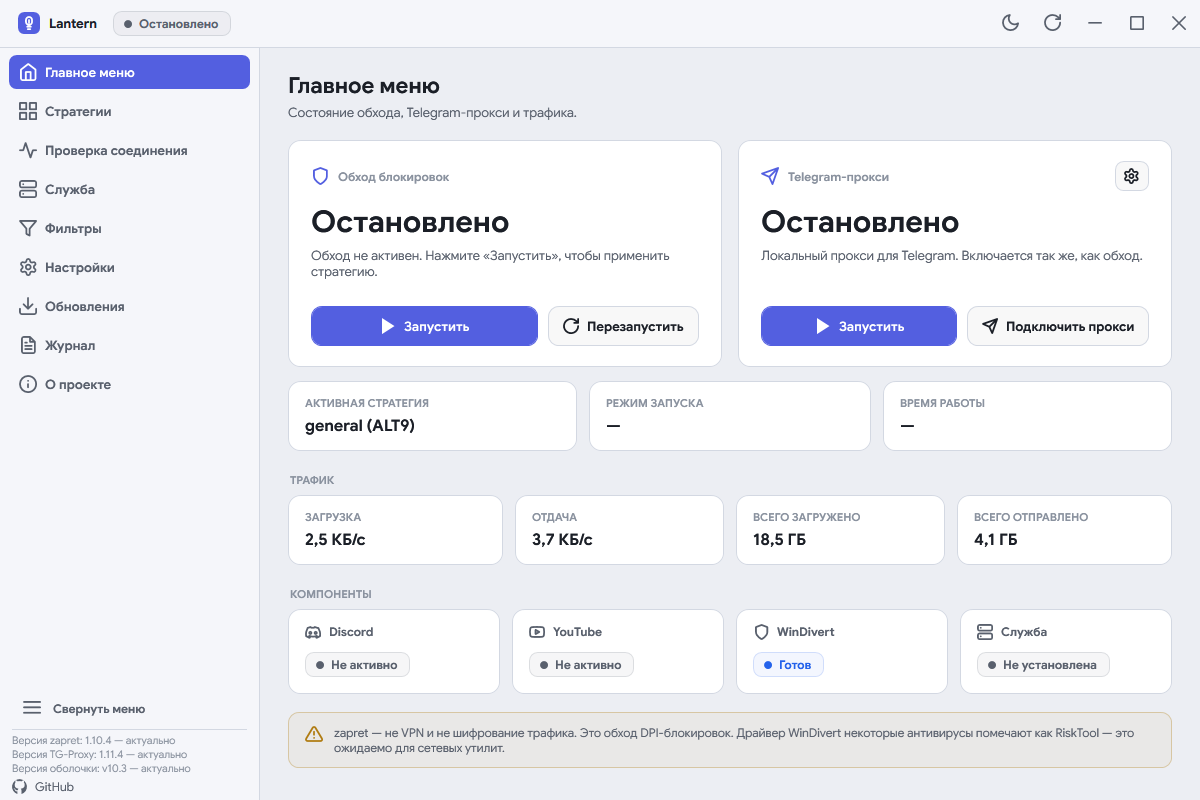 Lantern
Остановлено
Главное меню
Стратегии
Проверка соединения
Служба
Фильтры
Настройки
Обновления
Журнал
О проекте
Свернуть меню
Версия zapret: 1.10.4 — актуально
Версия TG-Proxy: 1.11.4 — актуально
Версия оболочки: v10.3 — актуально
GitHub
Главное меню
Состояние обхода, Telegram-прокси и трафика.
Обход блокировок
Остановлено
Обход не активен. Нажмите «Запустить», чтобы применить
стратегию.
Запустить
Перезапустить
Telegram-прокси
Остановлено
Локальный прокси для Telegram. Включается так же, как обход.
Запустить
Подключить прокси
АКТИВНАЯ СТРАТЕГИЯ
general (ALT9)
РЕЖИМ ЗАПУСКА
—
ВРЕМЯ РАБОТЫ
—
ТРАФИК
ЗАГРУЗКА
2,5 КБ/с
ОТДАЧА
3,7 КБ/с
ВСЕГО ЗАГРУЖЕНО
18,5 ГБ
ВСЕГО ОТПРАВЛЕНО
4,1 ГБ
КОМПОНЕНТЫ
Discord
Не активно
YouTube
Не активно
WinDivert
Готов
Служба
Не установлена
zapret — не VPN и не шифрование трафика. Это обход DPI-блокировок. Драйвер WinDivert некоторые антивирусы помечают как RiskTool — это
ожидаемо для сетевых утилит.